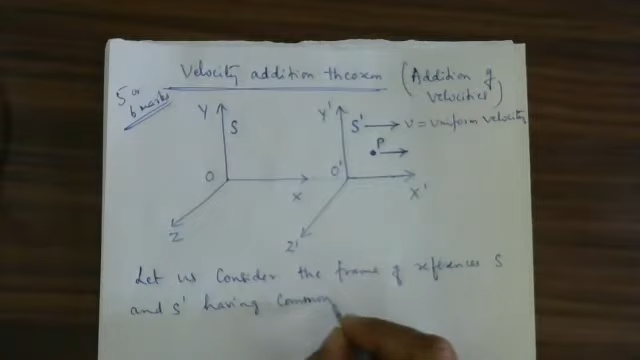 Velocity addition theorem (Addition of
velocities)
5 or
6 marks
Y
S
O
X
Z
Y'
S' → V = uniform velocity
P
O'
X'
Z'
Let us consider the frame of references S
and S' having common